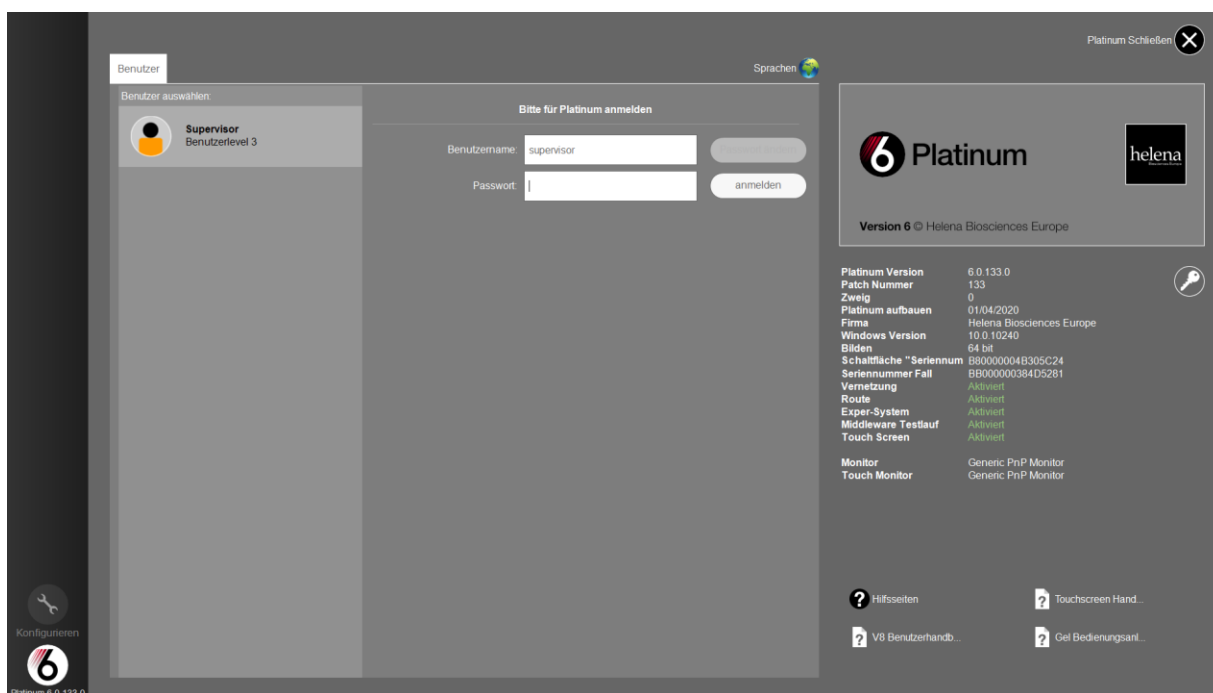 Platinum Schließen
Benutzer
Sprachen
Benutzer auswählen:
Supervisor
Benutzerlevel 3
Bitte für Platinum anmelden
Benutzername: supervisor
Passwort: anmelden
6 Platinum
helena
Version 6 © Helena Biosciences Europe
Platinum Version 6.0.133.0
Patch Nummer 133
Zweig 0
Platinum aufbauen 01/04/2020
Firma Helena Biosciences Europe
Windows Version 10.0.10240
Bilden 64 bit
Schaltfläche "Seriennum B80000004B305C24
Seriennummer Fall BB000000384D5281
Vernetzung Aktiviert
Route Aktiviert
Exper-System Aktiviert
Middleware Testlauf Aktiviert
Touch Screen Aktiviert
Monitor Generic PnP Monitor
Touch Monitor Generic PnP Monitor
Hilfsseiten
Touchscreen Hand...
V8 Benutzerhandb...
Gel Bedienungsanl...
Konfigurieren
6
Platinum 6.0.133.0